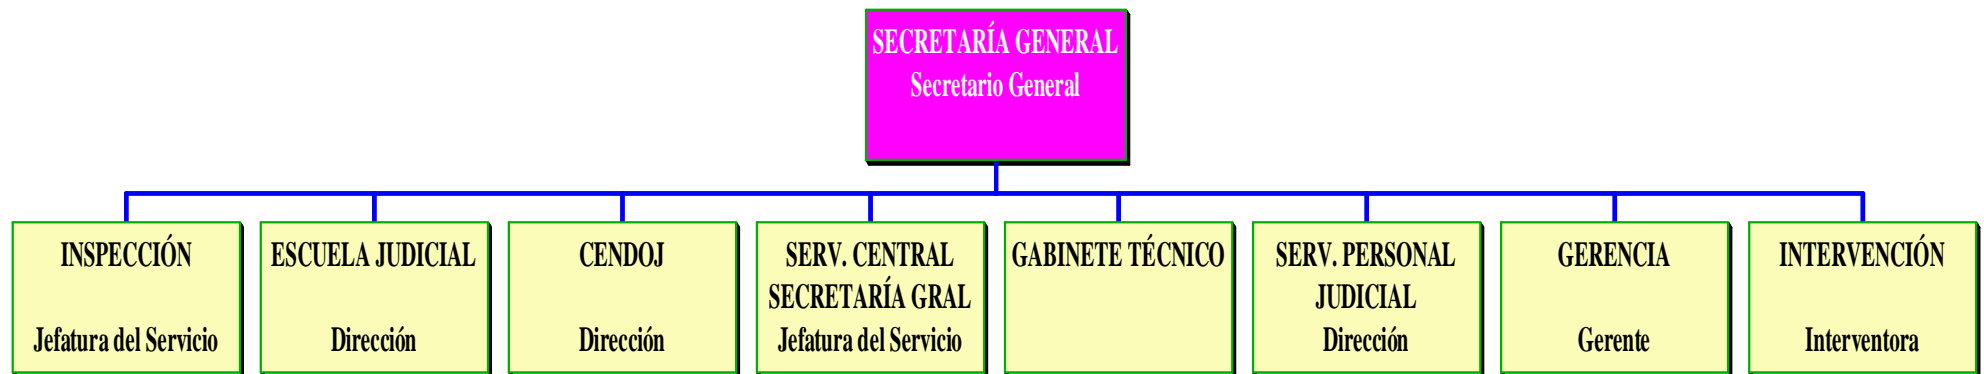 SECRETARÍA GENERAL
Secretario General
INSPECCIÓN
Jefatura del Servicio
ESCUELA JUDICIAL
Dirección
CENDOJ
Dirección
SERV. CENTRAL
SECRETARÍA GRAL
Jefatura del Servicio
GABINETE TÉCNICO
SERV. PERSONAL
JUDICIAL
Dirección
GERENCIA
Gerente
INTERVENCIÓN
Interventora